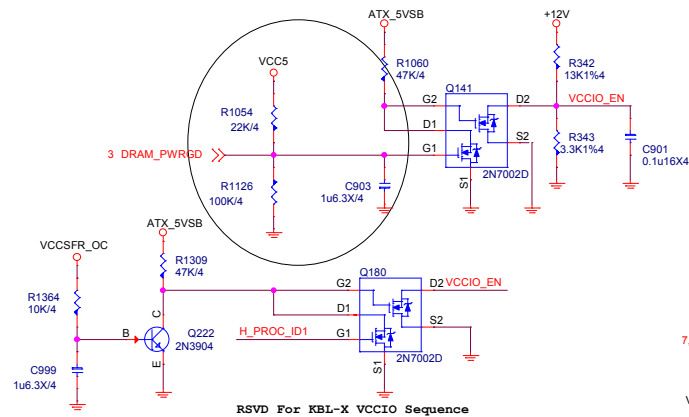 ATX_5VSB
+12V
VCC5
R1060
47K/4
R342
13K1%4
Q141
R1054
22K/4
G2
D2
VCCIO_EN
D1
3 DRAM_PWRGD
G1
S2
R343
3.3K1%4
C901
0.1u16X4
R1126
100K/4
C903
1u6.3X/4
S1
2N7002D
ATX_5VSB
VCCSFR_OC
R1309
47K/4
Q180
G2
D2
VCCIO_EN
R1364
10K/4
C
D1
S2
B
Q222
2N3904
H_PROC_ID1
G1
7,
C999
1u6.3X/4
E
S1
2N7002D
RSVD For KBL-X VCCIO Sequence
V